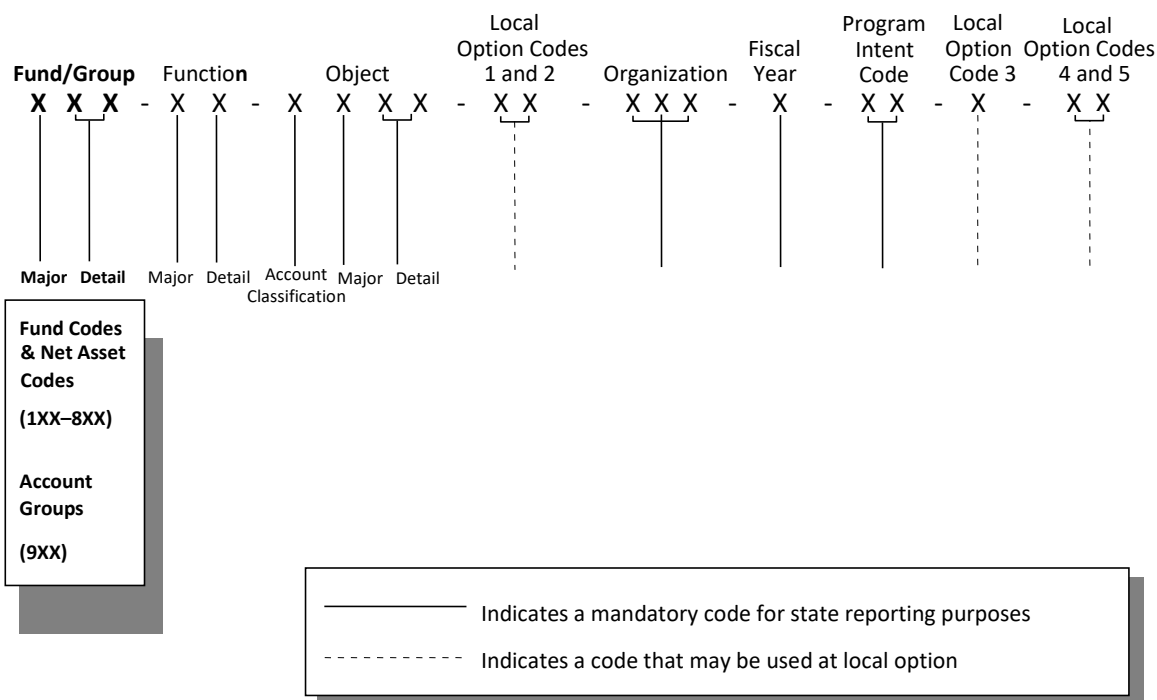 Local Option Codes 1 and 2
Program Intent Code
Local Option Code 3
Local Option Codes 4 and 5
Fund/Group Function Object Organization Fiscal Year
X X X - X X - X X X X - X X - X X X - X - X X - X - X X
Major Detail Major Detail Account Classification Major Detail
Fund Codes
& Net Asset
Codes
(1XX–8XX)
Account
Groups
(9XX)
Indicates a mandatory code for state reporting purposes
Indicates a code that may be used at local option